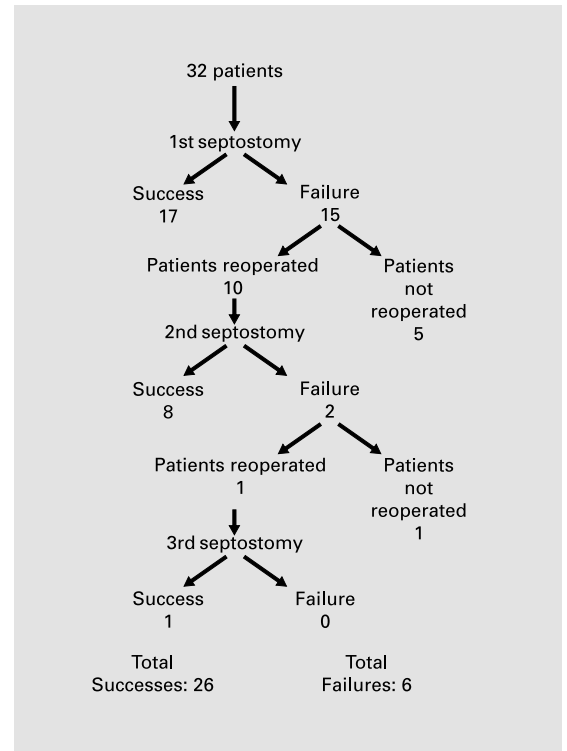 32 patients
1st septostomy
Success
17
Failure
15
Patients reoperated
10
Patients
not
reoperated
5
2nd septostomy
Success
8
Failure
2
Patients reoperated
1
Patients
not
reoperated
1
3rd septostomy
Success
1
Failure
0
Total
Successes: 26
Total
Failures: 6